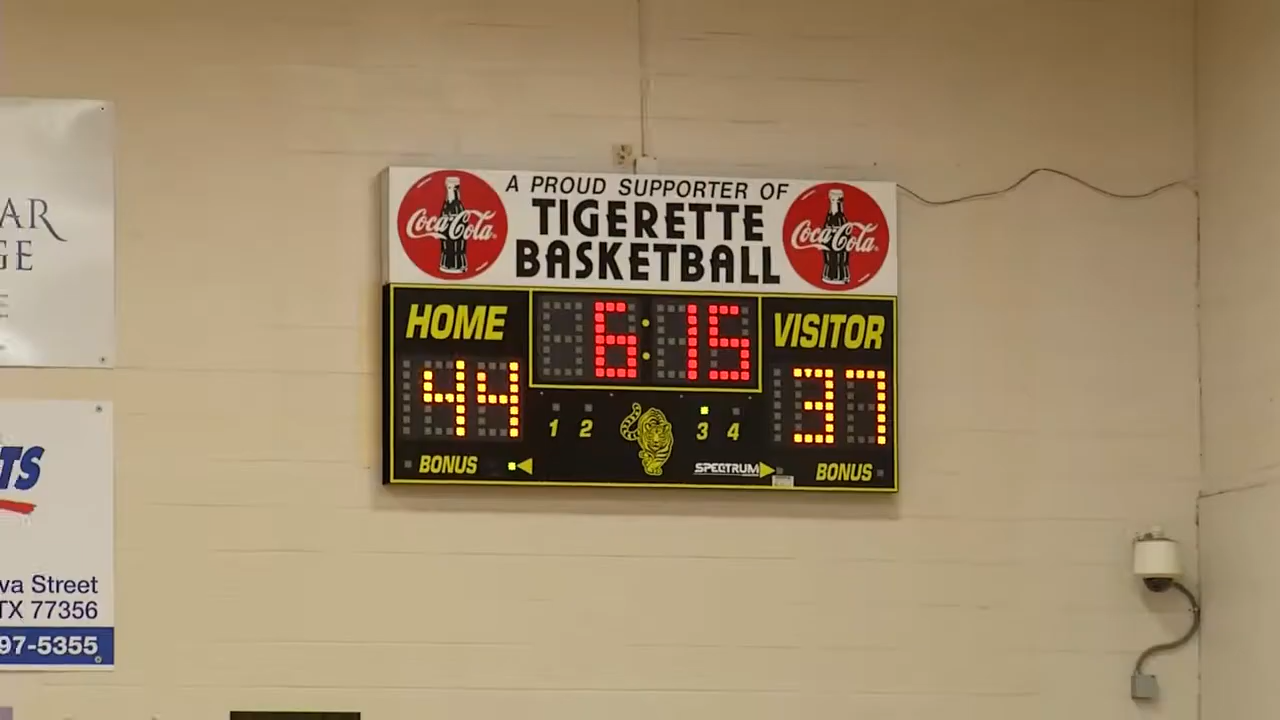 AR
GE
E
TS
va Street
TX 77356
97-5355
A PROUD SUPPORTER OF
TIGERETTE
BASKETBALL
Coca-Cola
Coca-Cola
HOME
6:15
VISITOR
44
37
1 2 3 4
BONUS
SPECTRUM
BONUS